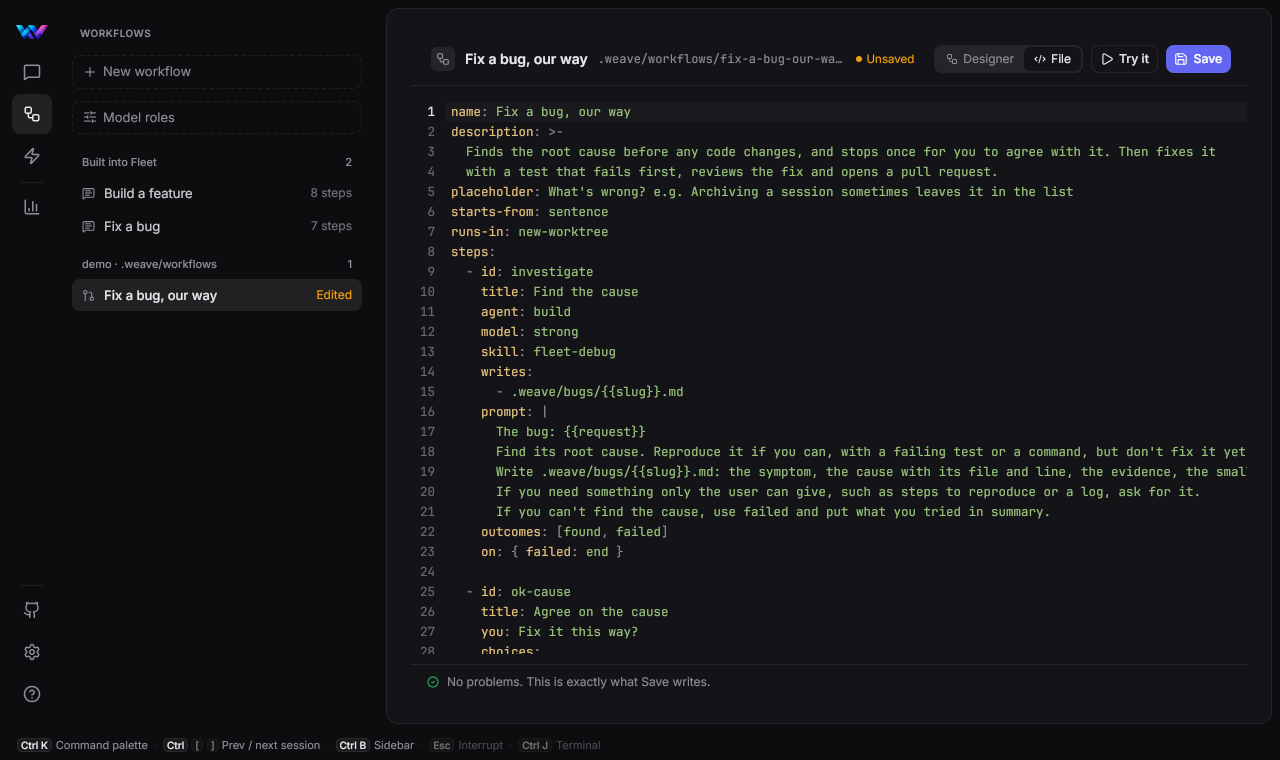 WORKFLOWS
New workflow
Model roles
Built into Fleet 2
Build a feature 8 steps
Fix a bug 7 steps
demo · .weave/workflows 1
Fix a bug, our way Edited
Fix a bug, our way .weave/workflows/fix-a-bug-our-wa… Unsaved Designer File Try it Save
1 name: Fix a bug, our way
2 description: >-
3 Finds the root cause before any code changes, and stops once for you to agree with it. Then fixes it
4 with a test that fails first, reviews the fix and opens a pull request.
5 placeholder: What's wrong? e.g. Archiving a session sometimes leaves it in the list
6 starts-from: sentence
7 runs-in: new-worktree
8 steps:
9 - id: investigate
10 title: Find the cause
11 agent: build
12 model: strong
13 skill: fleet-debug
14 writes:
15 - .weave/bugs/{{slug}}.md
16 prompt: |
17 The bug: {{request}}
18 Find its root cause. Reproduce it if you can, with a failing test or a command, but don't fix it yet
19 Write .weave/bugs/{{slug}}.md: the symptom, the cause with its file and line, the evidence, the smal
20 If you need something only the user can give, such as steps to reproduce or a log, ask for it.
21 If you can't find the cause, use failed and put what you tried in summary.
22 outcomes: [found, failed]
23 on: { failed: end }
24
25 - id: ok-cause
26 title: Agree on the cause
27 you: Fix it this way?
28 choices:
No problems. This is exactly what Save writes.
Ctrl K Command palette · Ctrl [ ] Prev / next session · Ctrl B Sidebar · Esc Interrupt · Ctrl J Terminal